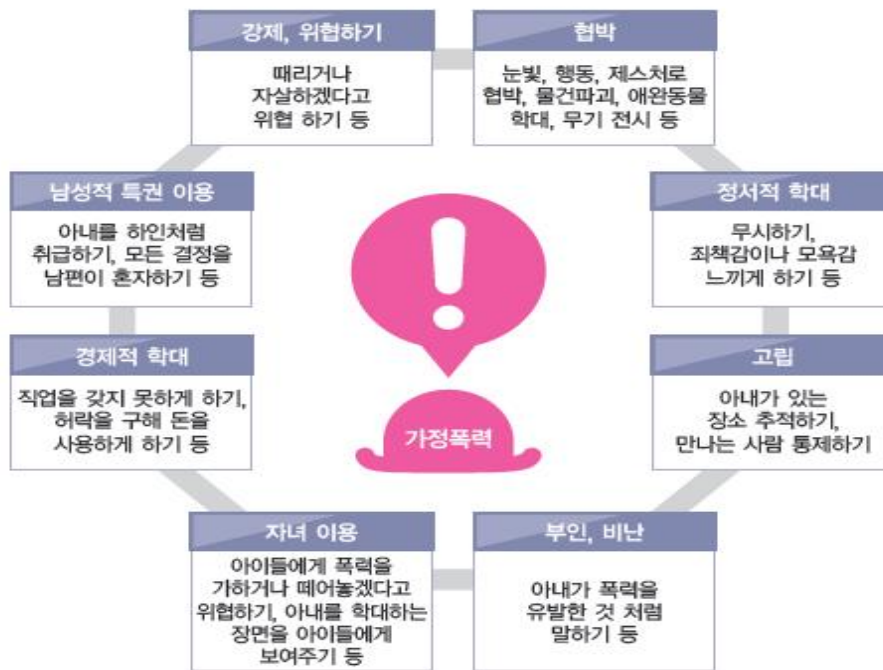 강제, 위협하기
때리거나
자살하겠다고
위협 하기 등
협박
눈빛, 행동, 제스처로
협박, 물건파괴, 애완동물
학대, 무기 전시 등
남성적 특권 이용
아내를 하인처럼
취급하기, 모든 결정을
남편이 혼자하기 등
정서적 학대
무시하기,
죄책감이나 모욕감
느끼게 하기 등
경제적 학대
직업을 갖지 못하게 하기,
허락을 구해 돈을
사용하게 하기 등
가정폭력
고립
아내가 있는
장소 추적하기,
만나는 사람 통제하기
자녀 이용
아이들에게 폭력을
가하거나 떼어놓겠다고
위협하기, 아내를 학대하는
장면을 아이들에게
보여주기 등
부인, 비난
아내가 폭력을
유발한 것 처럼
말하기 등